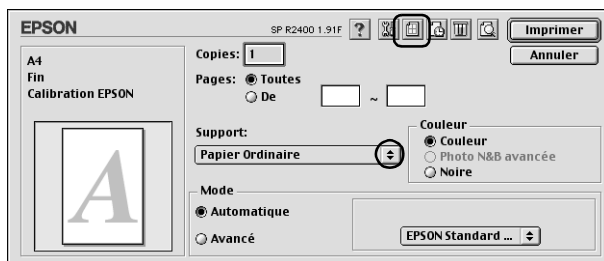 EPSON
SP R2400 1.91F
?
Imprimer
Annuler
A4
Fin
Calibration EPSON
A
Copies: 1
Pages: Toutes
De ~
Support:
Papier Ordinaire
Couleur
Couleur
Photo N&B avancée
Noire
Mode
Automatique
Avancé
EPSON Standard ...